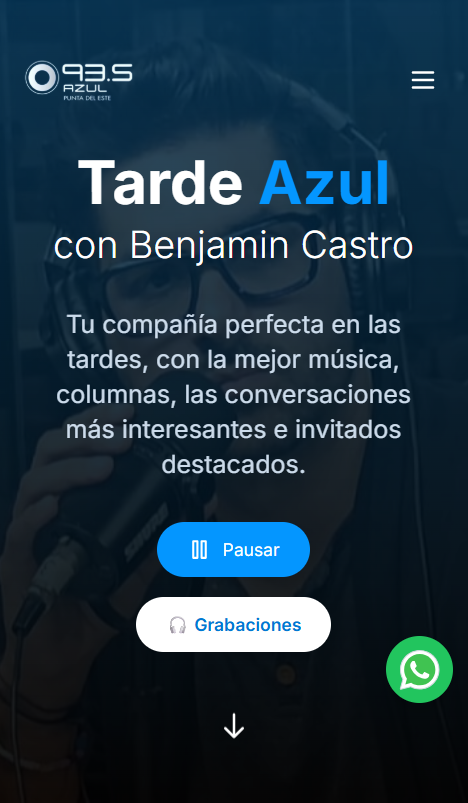 93.5
AZUL
PUNTA DEL ESTE
Tarde Azul
con Benjamin Castro
Tu compañía perfecta en las
tardes, con la mejor música,
columnas, las conversaciones
más interesantes e invitados
destacados.
Pausar
Grabaciones